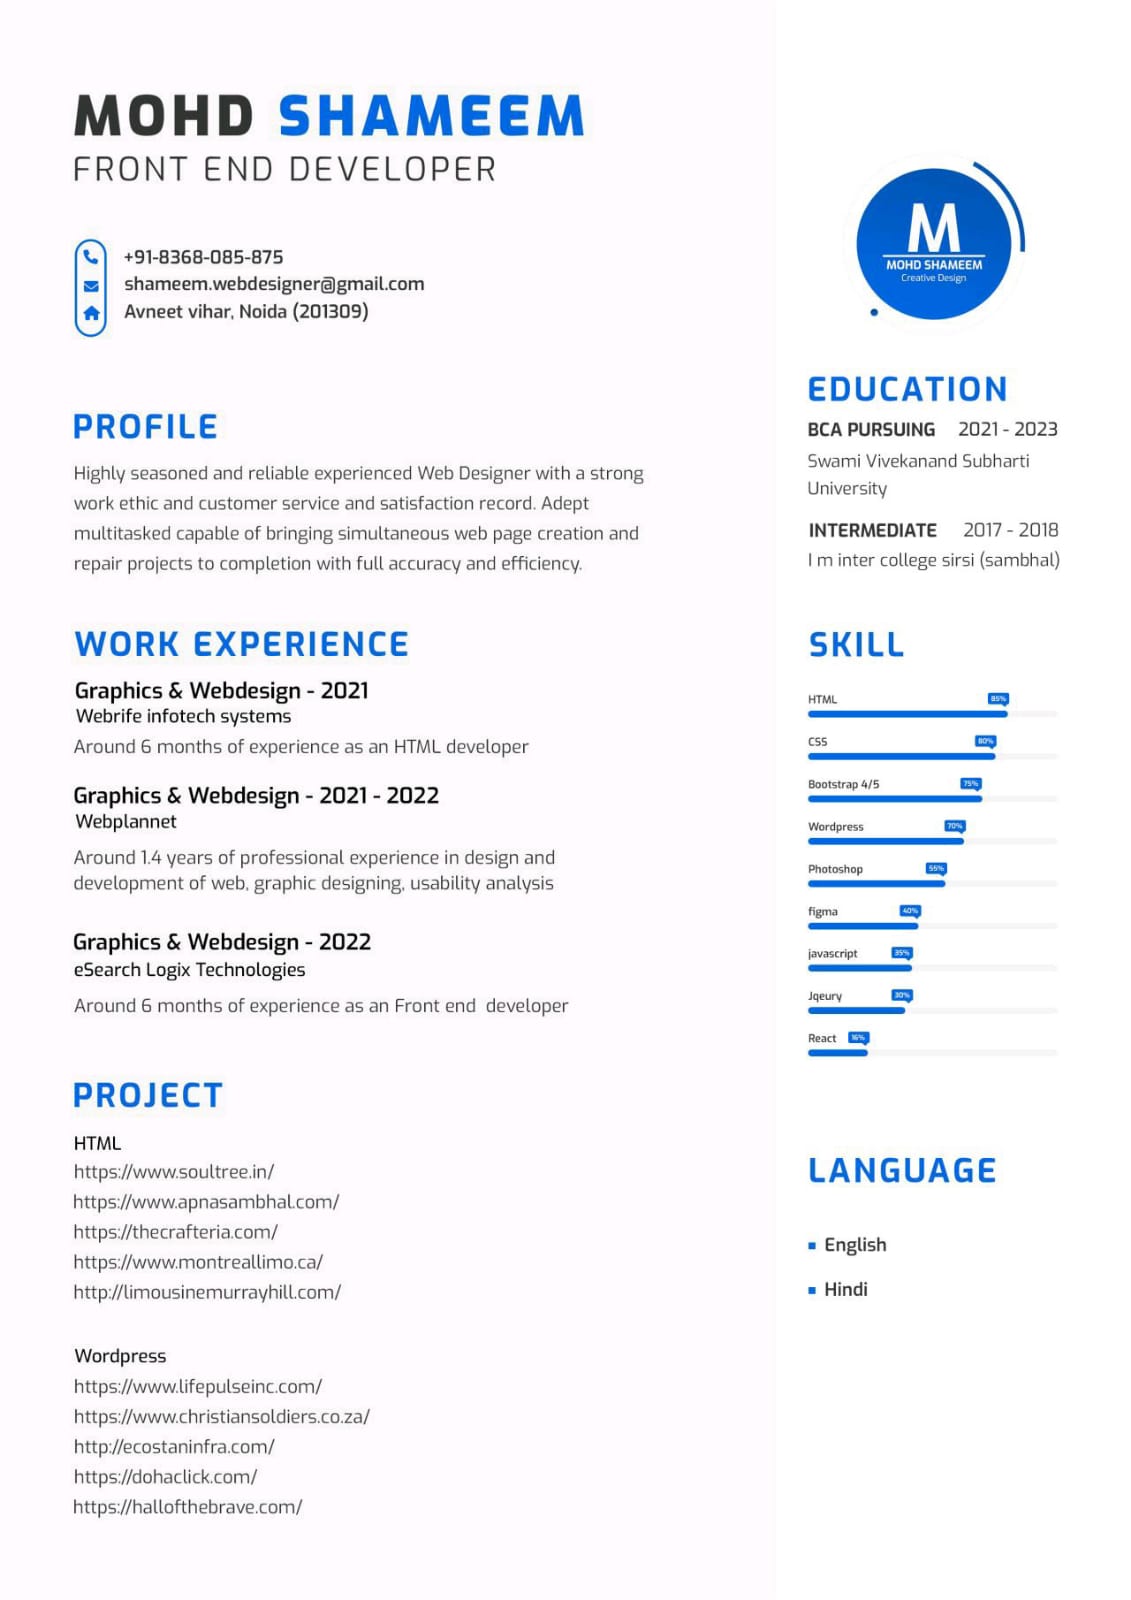 MOHD SHAMEEM
FRONT END DEVELOPER
+91-8368-085-875
shameem.webdesigner@gmail.com
Avneet vihar, Noida (201309)
PROFILE
Highly seasoned and reliable experienced Web Designer with a strong
work ethic and customer service and satisfaction record. Adept
multitasked capable of bringing simultaneous web page creation and
repair projects to completion with full accuracy and efficiency.
WORK EXPERIENCE
Graphics & Webdesign - 2021
Webrife infotech systems
Around 6 months of experience as an HTML developer
Graphics & Webdesign - 2021 - 2022
Webplannet
Around 1.4 years of professional experience in design and
development of web, graphic designing, usability analysis
Graphics & Webdesign - 2022
eSearch Logix Technologies
Around 6 months of experience as an Front end  developer
PROJECT
HTML
https://www.soultree.in/
https://www.apnasambhal.com/
https://thecrafteria.com/
https://www.montreallimo.ca/
http://limousinemurrayhill.com/
Wordpress
https://www.lifepulseinc.com/
https://www.christiansoldiers.co.za/
http://ecostaninfra.com/
https://dohaclick.com/
https://hallofthebrave.com/
M
MOHD SHAMEEM
Creative Design
EDUCATION
BCA PURSUING 2021 - 2023
Swami Vivekanand Subharti
University
INTERMEDIATE 2017 - 2018
I m inter college sirsi (sambhal)
SKILL
HTML 85%
CSS 80%
Bootstrap 4/5 75%
Wordpress 70%
Photoshop 55%
figma 40%
javascript 35%
Jqeury 30%
React 16%
LANGUAGE
English
Hindi